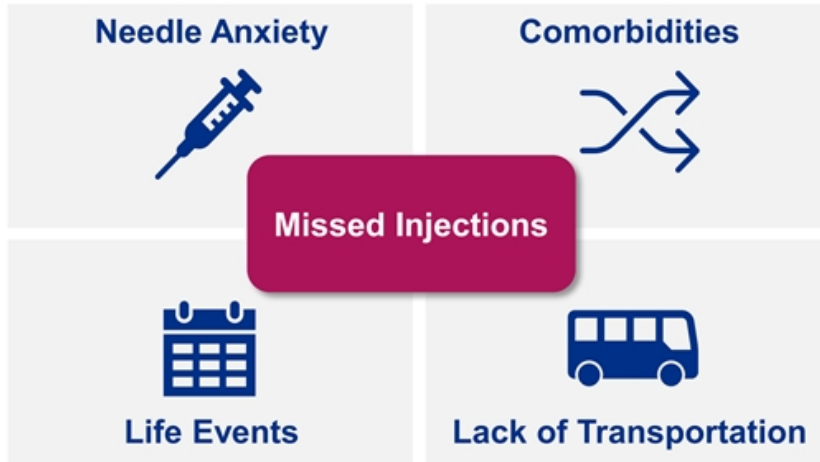 Needle Anxiety
Comorbidities
Missed Injections
Life Events
Lack of Transportation